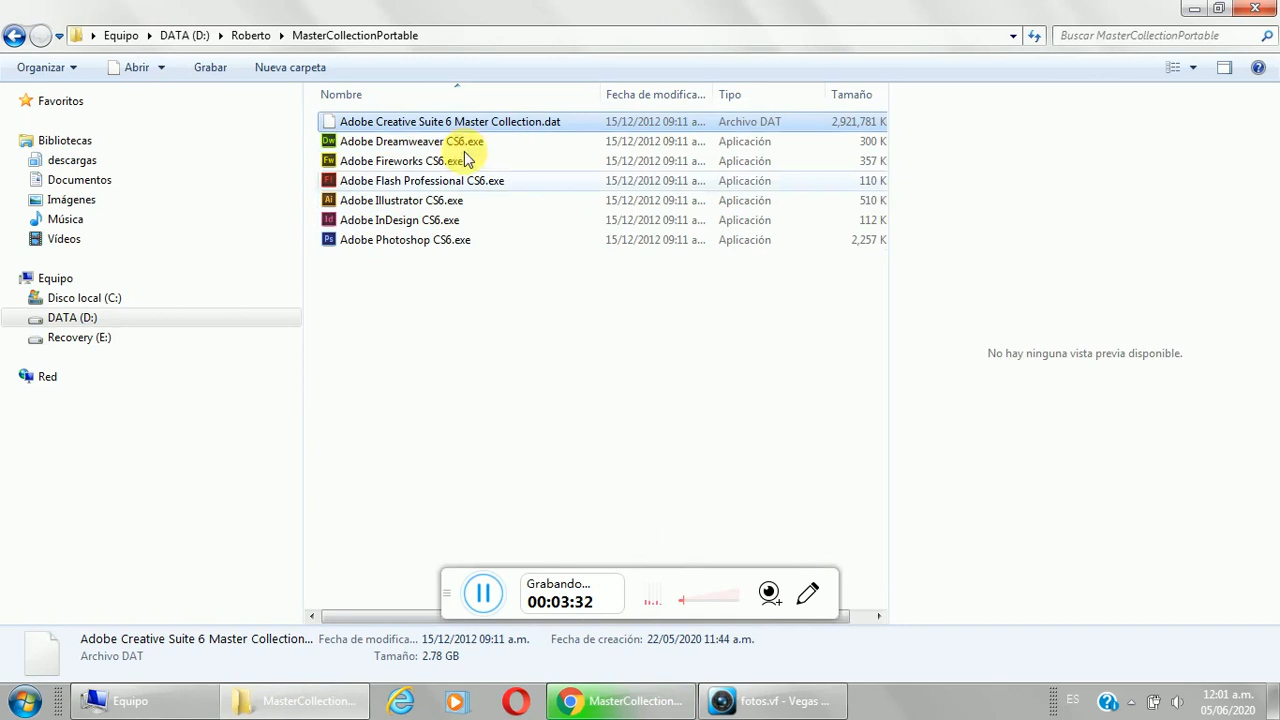 Equipo DATA (D:) Roberto MasterCollectionPortable
Buscar MasterCollectionPortable
Organizar Abrir Grabar Nueva carpeta
Favoritos
Bibliotecas
descargas
Documentos
Imágenes
Música
Vídeos
Equipo
Disco local (C:)
DATA (D:)
Recovery (E:)
Red
Nombre Fecha de modifica... Tipo Tamaño
Adobe Creative Suite 6 Master Collection.dat 15/12/2012 09:11 a... Archivo DAT 2,921,781 K
Dw Adobe Dreamweaver CS6.exe 15/12/2012 09:11 a... Aplicación 300 K
Fw Adobe Fireworks CS6.exe 15/12/2012 09:11 a... Aplicación 357 K
Fl Adobe Flash Professional CS6.exe 15/12/2012 09:11 a... Aplicación 110 K
Ai Adobe Illustrator CS6.exe 15/12/2012 09:11 a... Aplicación 510 K
Id Adobe InDesign CS6.exe 15/12/2012 09:11 a... Aplicación 112 K
Ps Adobe Photoshop CS6.exe 15/12/2012 09:11 a... Aplicación 2,257 K
No hay ninguna vista previa disponible.
Grabando...
00:03:32
Adobe Creative Suite 6 Master Collection... Fecha de modifica... 15/12/2012 09:11 a.m. Fecha de creación: 22/05/2020 11:44 a.m.
Archivo DAT Tamaño: 2.78 GB
Equipo MasterCollection... MasterCollection... fotos.vf - Vegas ... ES 12:01 a.m.
05/06/2020